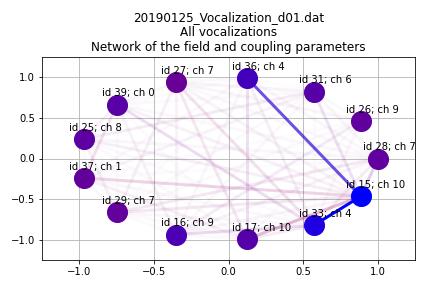 20190125_Vocalization_d01.dat
All vocalizations
Network of the field and coupling parameters
id 36; ch 4
id 27; ch 7
id 31; ch 6
id 39; ch 0
id 26; ch 9
id 25; ch 8
id 28; ch 7
id 37; ch 1
id 15; ch 10
id 29; ch 7
id 33; ch 4
id 16; ch 9
id 17; ch 10
1.0
0.5
0.0
−0.5
−1.0
−1.0 −0.5 0.0 0.5 1.0